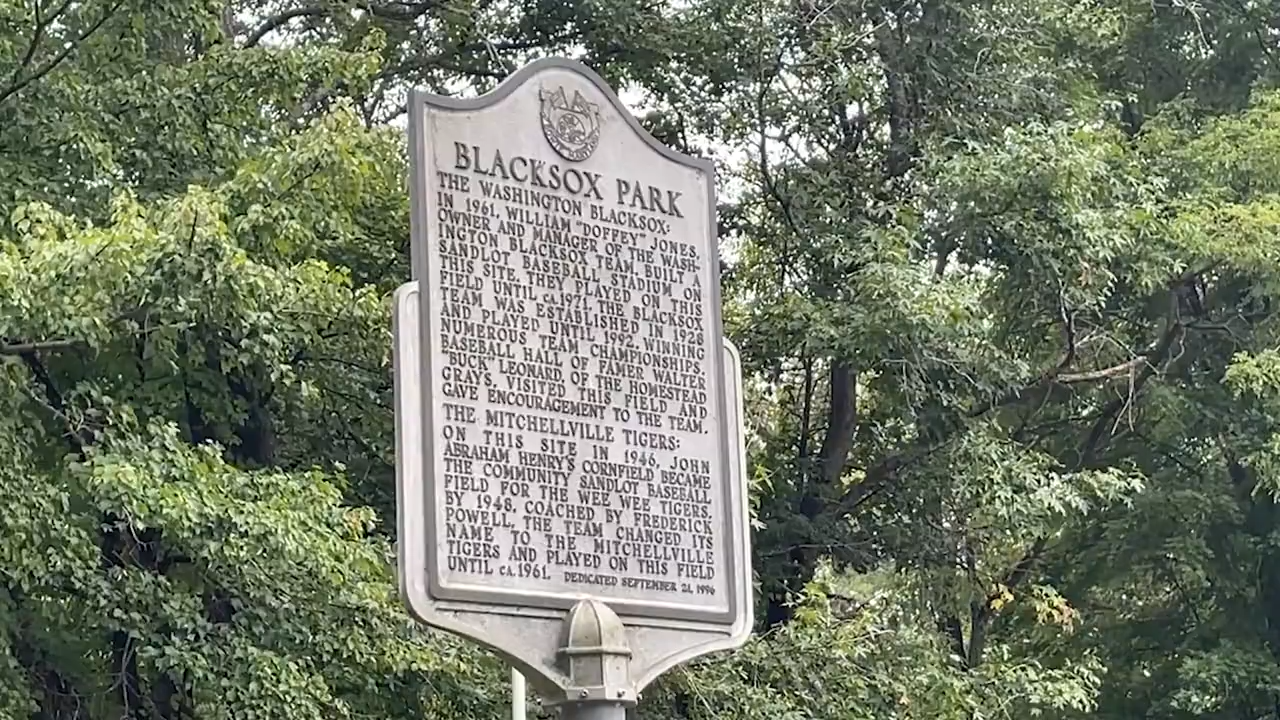 BLACKSOX PARK
THE WASHINGTON BLACKSOX:
IN 1961, WILLIAM "DOFFEY" JONES,
OWNER AND MANAGER OF THE WASH-
INGTON BLACKSOX TEAM, BUILT A
SANDLOT BASEBALL STADIUM ON
THIS SITE. THEY PLAYED ON THIS
FIELD UNTIL CA.1971. THE BLACKSOX
TEAM WAS ESTABLISHED IN 1928
AND PLAYED UNTIL 1992, WINNING
NUMEROUS TEAM CHAMPIONSHIPS.
BASEBALL HALL OF FAMER WALTER
"BUCK" LEONARD, OF THE HOMESTEAD
GRAYS, VISITED THIS FIELD AND
GAVE ENCOURAGEMENT TO THE TEAM.
THE MITCHELLVILLE TIGERS:
ON THIS SITE IN 1946, JOHN
ABRAHAM HENRY'S CORNFIELD BECAME
THE COMMUNITY SANDLOT BASEBALL
FIELD FOR THE WEE WEE TIGERS.
BY 1948, COACHED BY FREDERICK
POWELL, THE TEAM CHANGED ITS
NAME TO THE MITCHELLVILLE
TIGERS AND PLAYED ON THIS FIELD
UNTIL CA.1961. DEDICATED SEPTEMBER 21, 1996